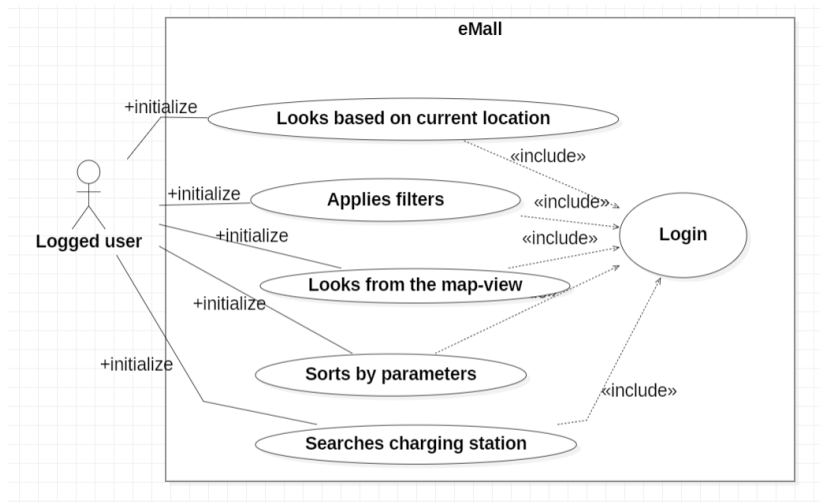 eMall
+initialize
Looks based on current location
«include»
+initialize
Applies filters
«include»
Logged user
+initialize
«include»
Login
Looks from the map-view
+initialize
+initialize
Sorts by parameters
«include»
Searches charging station